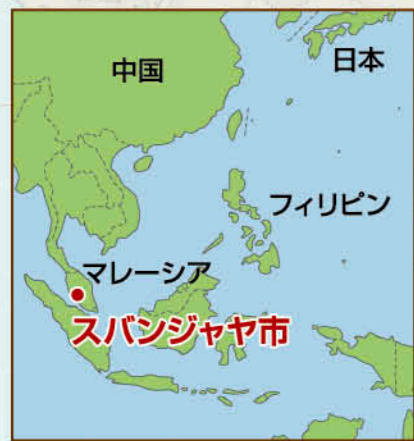 中国
日本
フィリピン
マレーシア
スバンジャヤ市